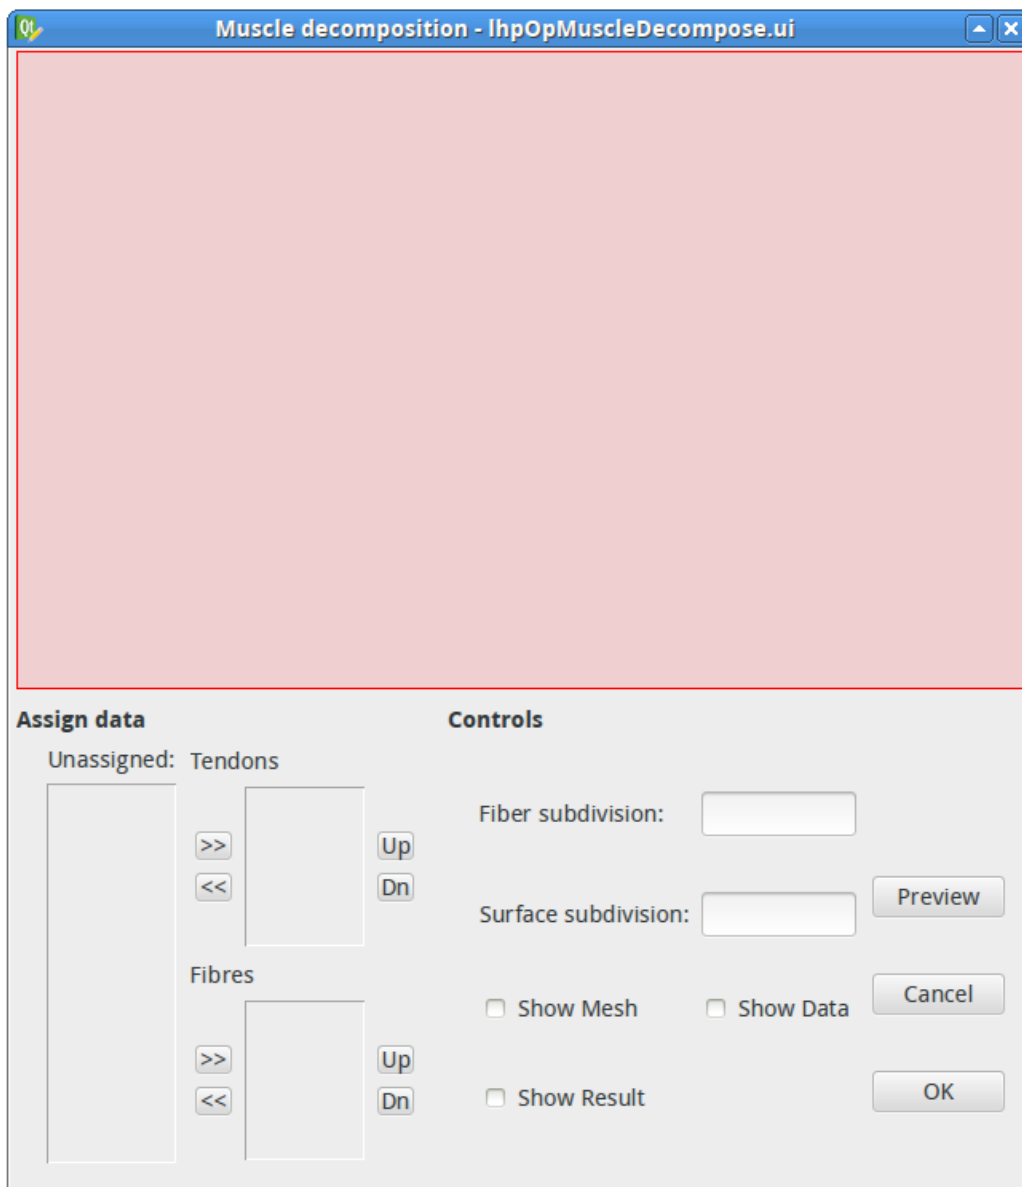 Qt
Muscle decomposition - lhpOpMuscleDecompose.ui
Assign data
Unassigned:
Tendons
>>
<<
Up
Dn
Fibres
>>
<<
Up
Dn
Controls
Fiber subdivision:
Surface subdivision:
Show Mesh
Show Data
Show Result
Preview
Cancel
OK